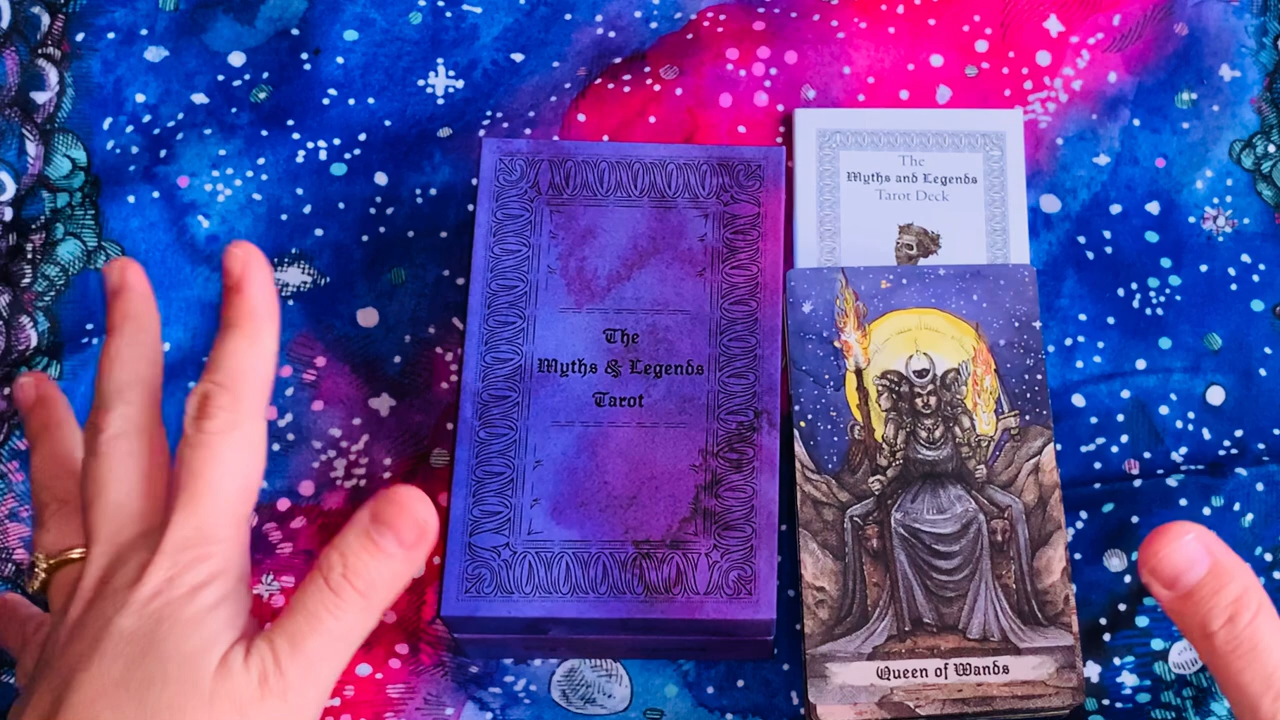 The
Myths & Legends
Tarot
The
Myths and Legends
Tarot Deck
Queen of Wands